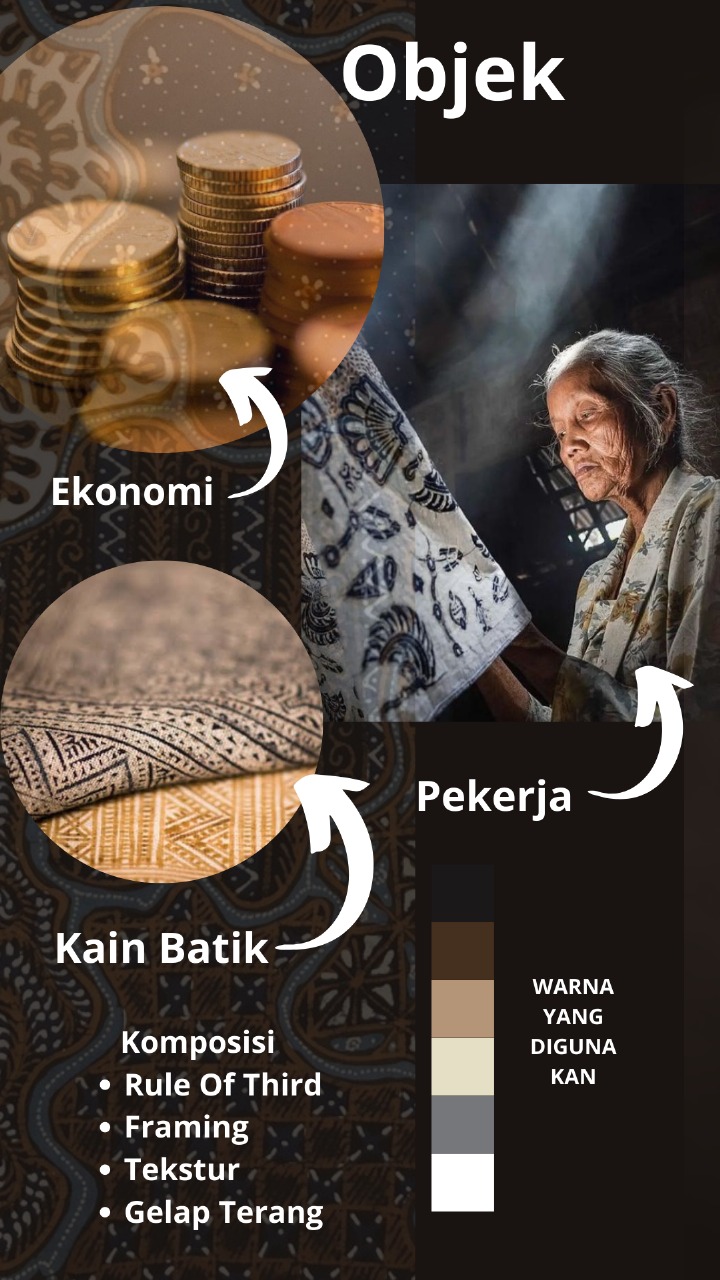 Objek
Ekonomi
Pekerja
Kain Batik
WARNA
YANG
DIGUNA
KAN
Komposisi
• Rule Of Third
• Framing
• Tekstur
• Gelap Terang